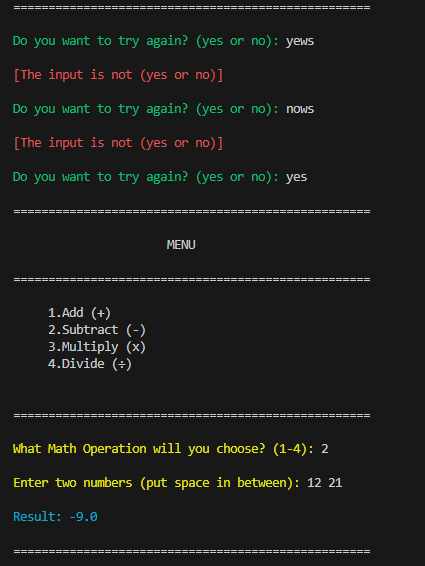 ===================================================
Do you want to try again? (yes or no): yews
[The input is not (yes or no)]
Do you want to try again? (yes or no): nows
[The input is not (yes or no)]
Do you want to try again? (yes or no): yes
===================================================
MENU
===================================================
1.Add (+)
2.Subtract (-)
3.Multiply (x)
4.Divide (÷)
===================================================
What Math Operation will you choose? (1-4): 2
Enter two numbers (put space in between): 12 21
Result: -9.0
===================================================